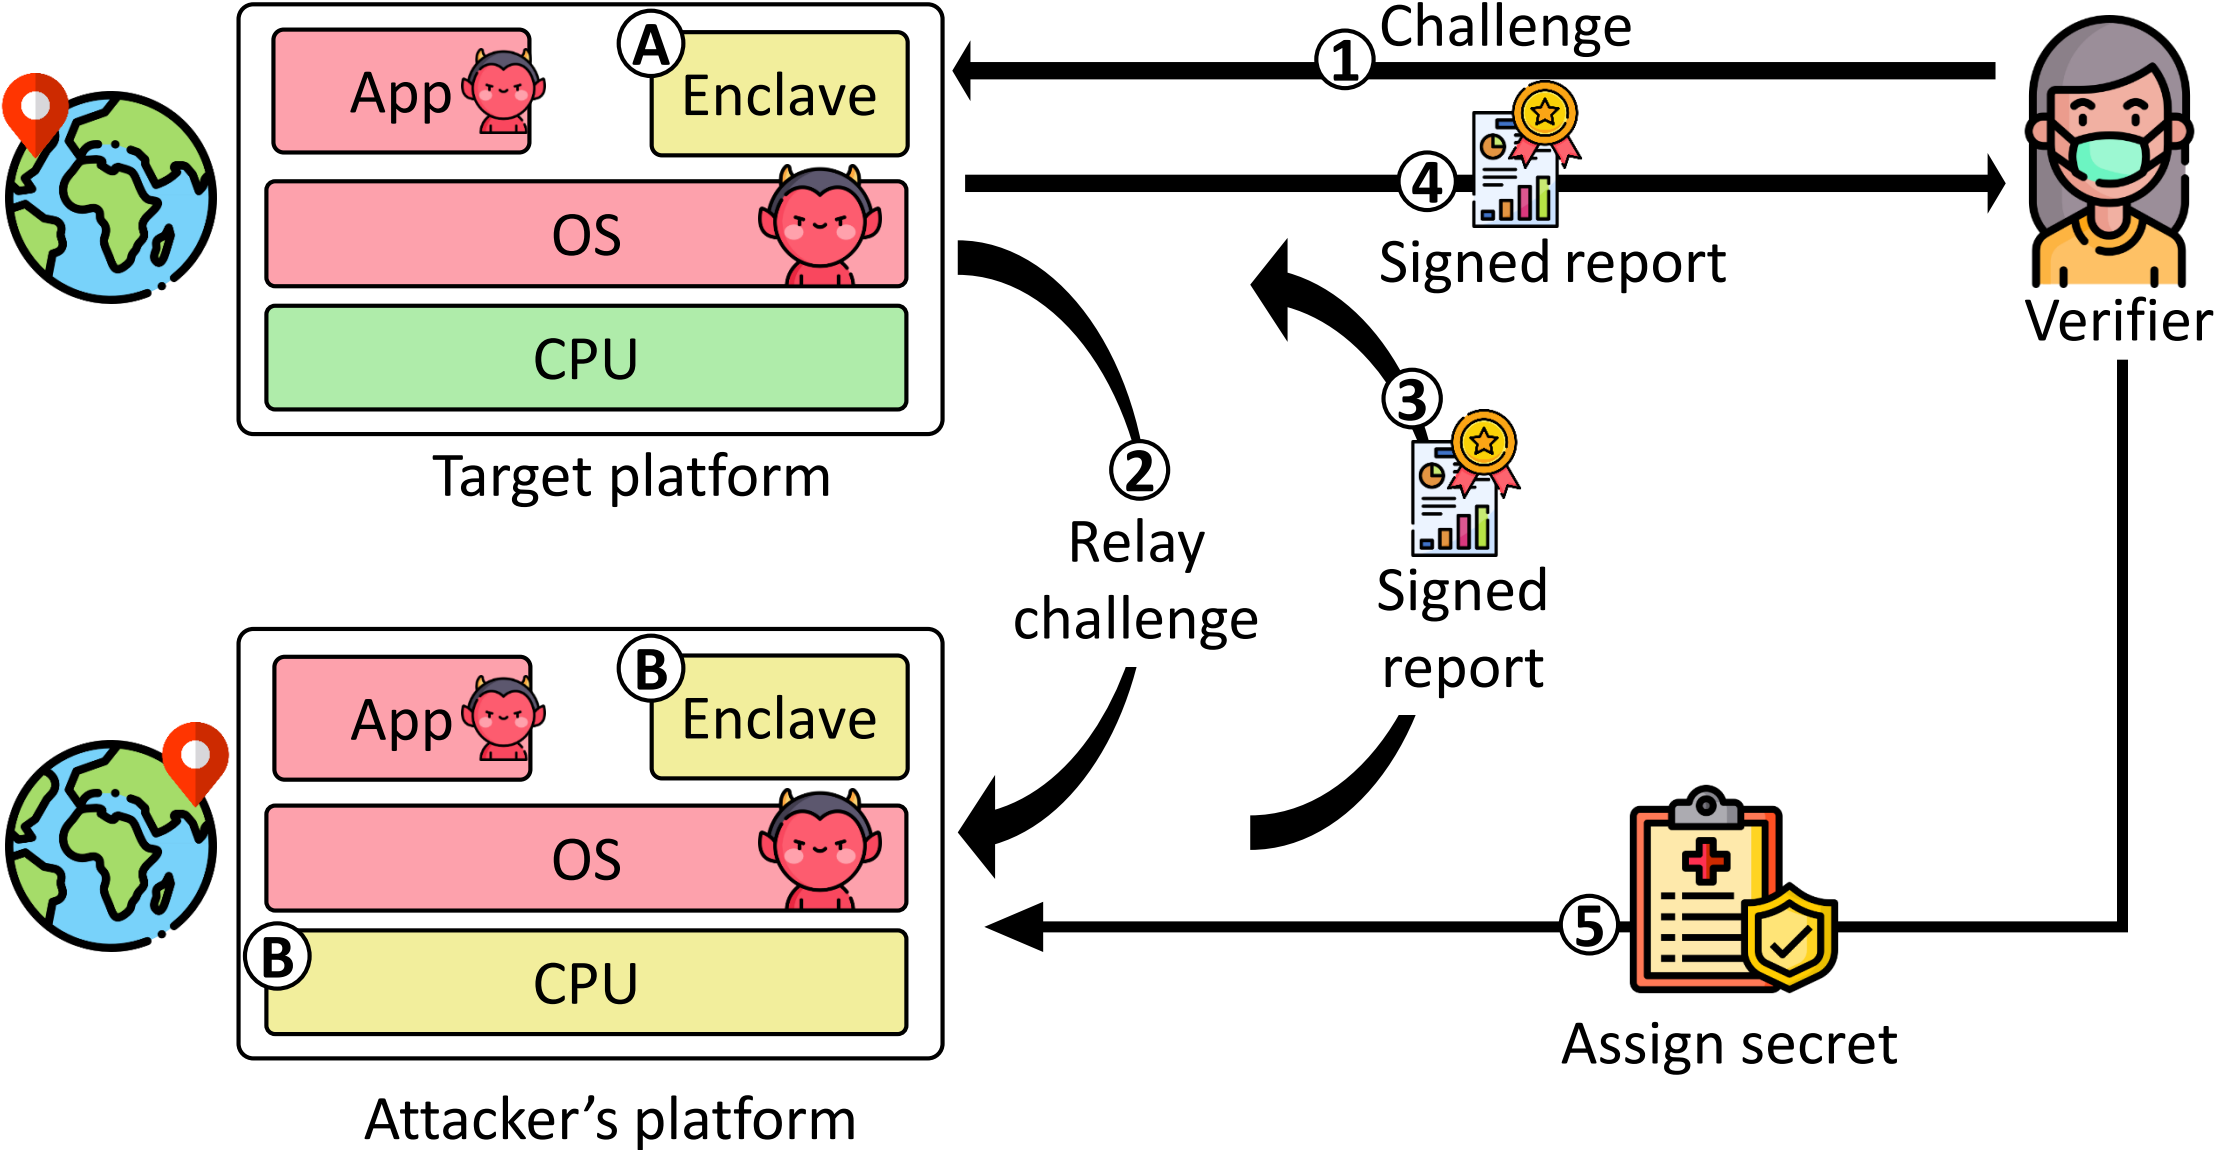 A
App
Enclave
OS
CPU
Target platform
1
Challenge
4
Signed report
Verifier
2
Relay
challenge
3
Signed
report
B
App
Enclave
OS
B
CPU
Attacker’s platform
5
Assign secret